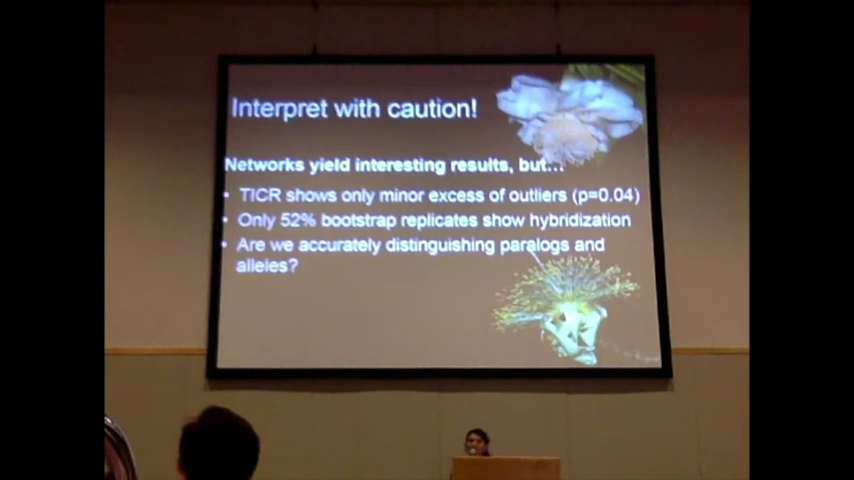 Interpret with caution!
Networks yield interesting results, but...
• TICR shows only minor excess of outliers (p=0.04)
• Only 52% bootstrap replicates show hybridization
• Are we accurately distinguishing paralogs and
alleles?